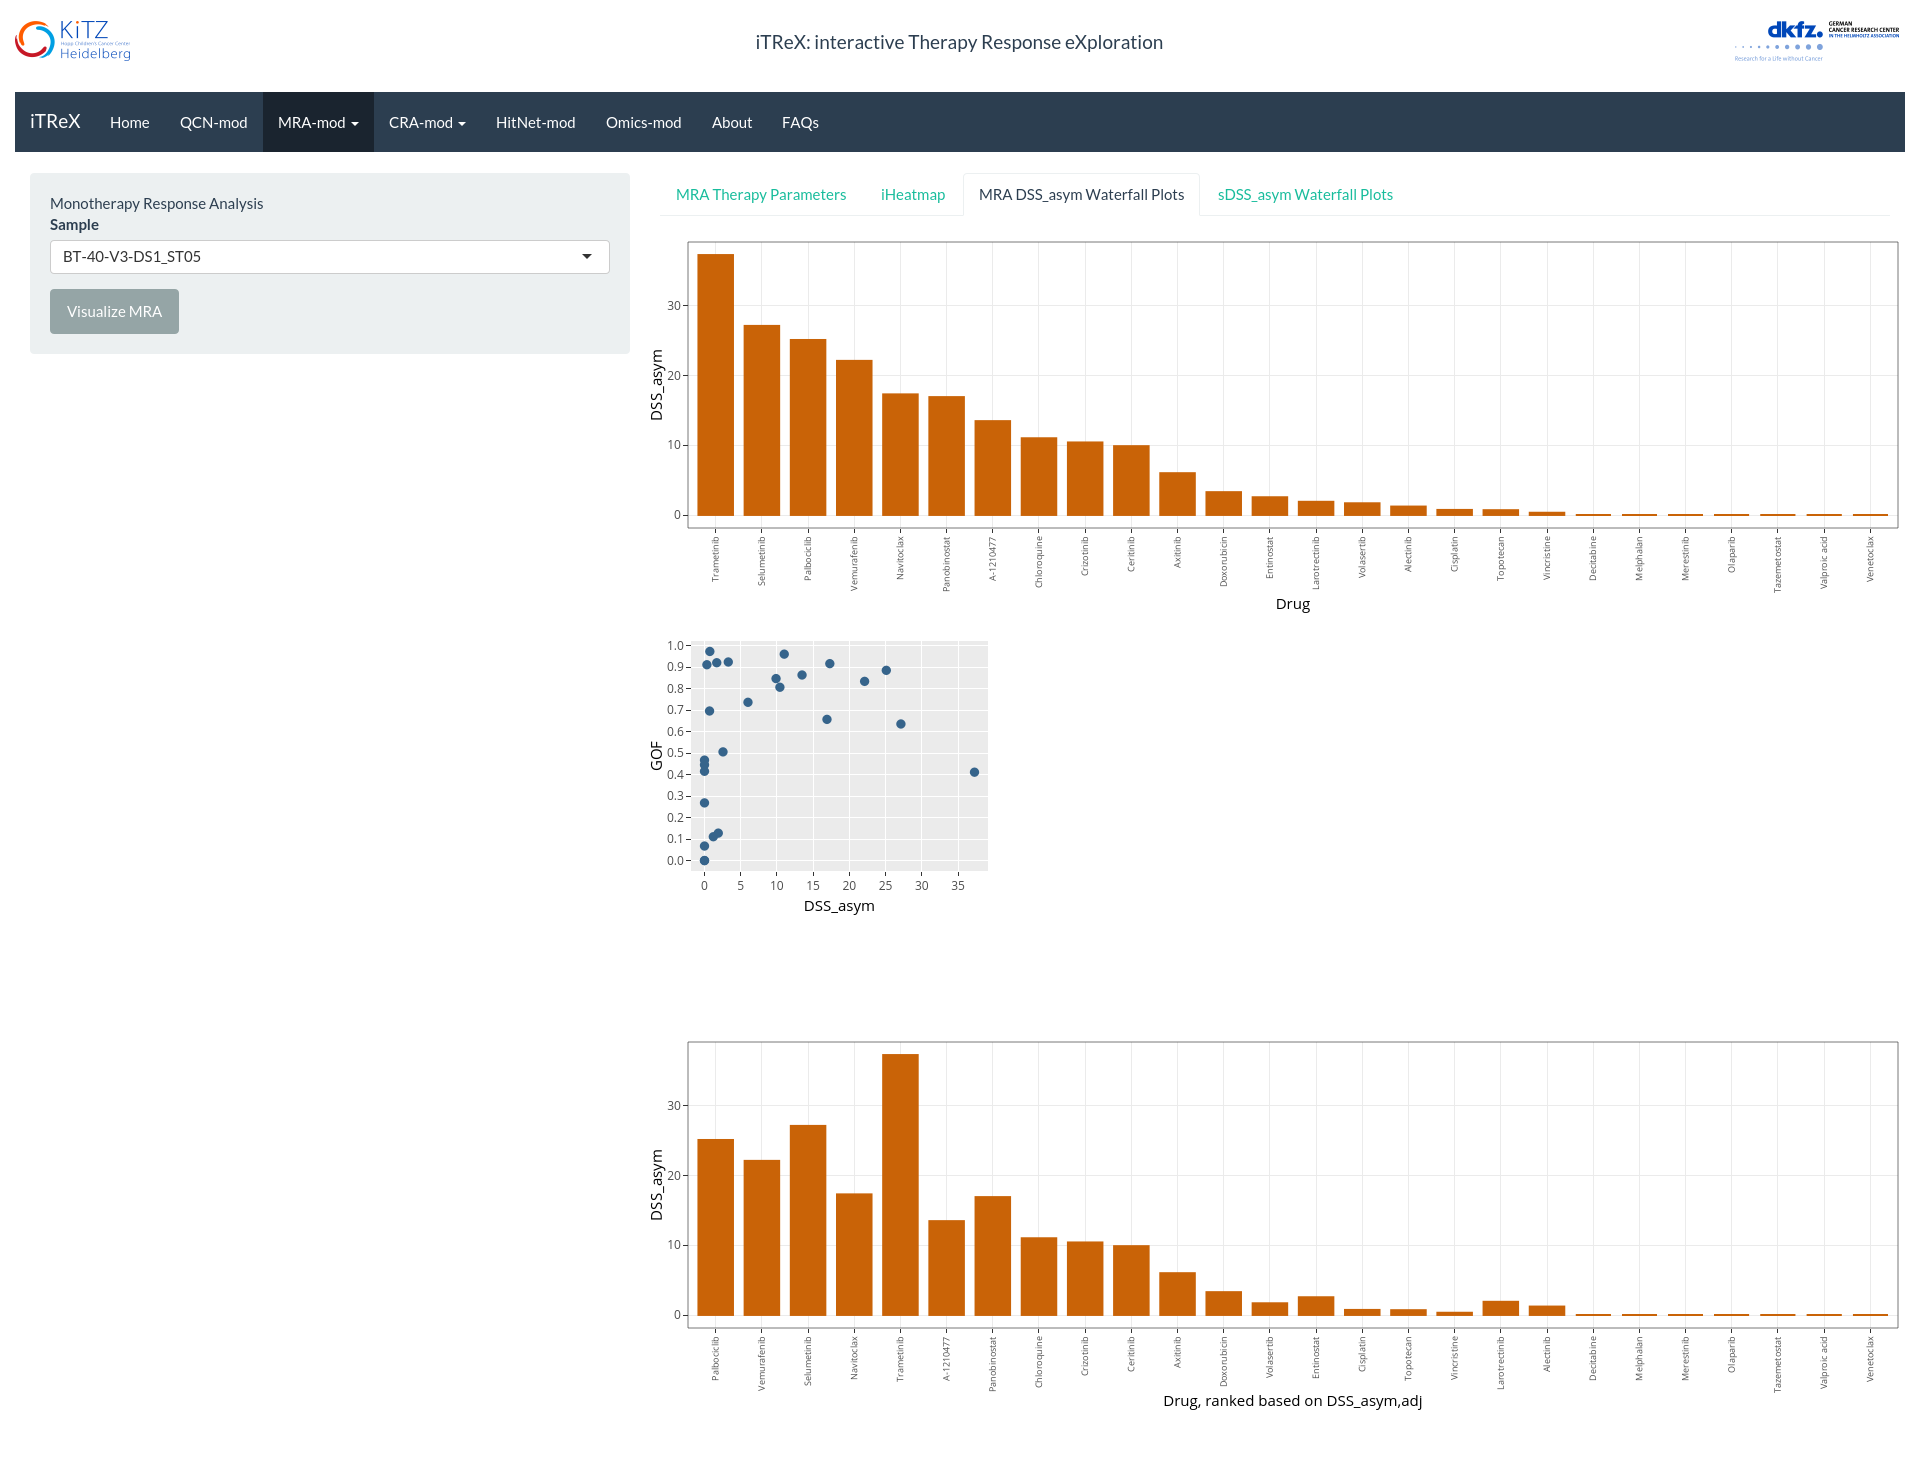 KiTZ
Hopp Children's Cancer Center
Heidelberg
iTReX: interactive Therapy Response eXploration
dkfz.
GERMAN
CANCER RESEARCH CENTER
IN THE HELMHOLTZ ASSOCIATION
Research for a Life without Cancer
iTReX Home QCN-mod MRA-mod CRA-mod HitNet-mod Omics-mod About FAQs
Monotherapy Response Analysis
Sample
BT-40-V3-DS1_ST05
Visualize MRA
MRA Therapy Parameters iHeatmap MRA DSS_asym Waterfall Plots sDSS_asym Waterfall Plots
DSS_asym
30
20
10
0
Trametinib Selumetinib Palbociclib Vemurafenib Navitoclax Panobinostat A-1210477 Chloroquine Crizotinib Ceritinib Axitinib Doxorubicin Entinostat Larotrectinib Volasertib Alectinib Cisplatin Topotecan Vincristine Decitabine Melphalan Merestinib Olaparib Tazemetostat Valproic acid Venetoclax
Drug
GOF
1.0
0.9
0.8
0.7
0.6
0.5
0.4
0.3
0.2
0.1
0.0
0 5 10 15 20 25 30 35
DSS_asym
DSS_asym
30
20
10
0
Palbociclib Vemurafenib Selumetinib Navitoclax Trametinib A-1210477 Panobinostat Chloroquine Crizotinib Ceritinib Axitinib Doxorubicin Volasertib Entinostat Cisplatin Topotecan Vincristine Larotrectinib Alectinib Decitabine Melphalan Merestinib Olaparib Tazemetostat Valproic acid Venetoclax
Drug, ranked based on DSS_asym,adj